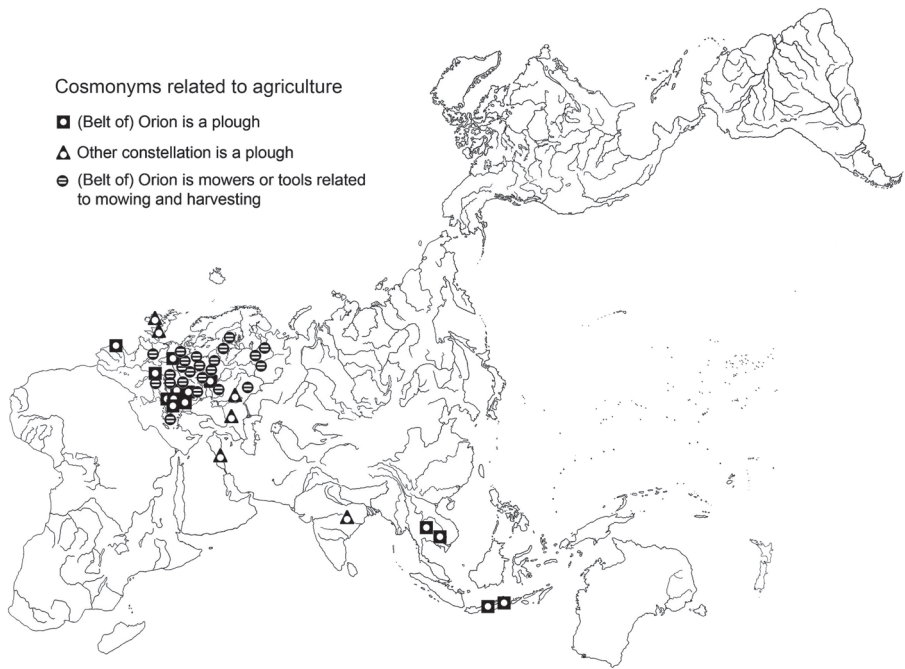 Cosmonyms related to agriculture
(Belt of) Orion is a plough
Other constellation is a plough
(Belt of) Orion is mowers or tools related
to mowing and harvesting